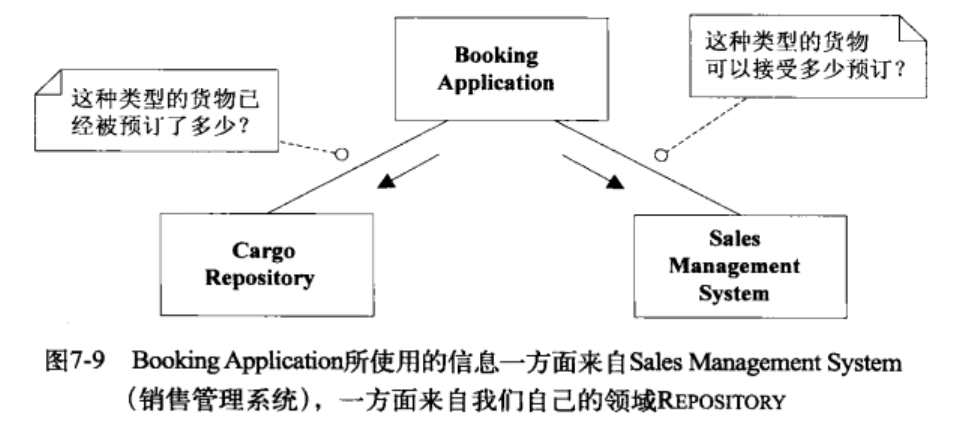 Booking
Application
这种类型的货物
可以接受多少预订？
这种类型的货物已
经被预订了多少？
Cargo
Repository
Sales
Management
System
图7-9 Booking Application所使用的信息一方面来自Sales Management System
（销售管理系统），一方面来自我们自己的领域REPOSITORY